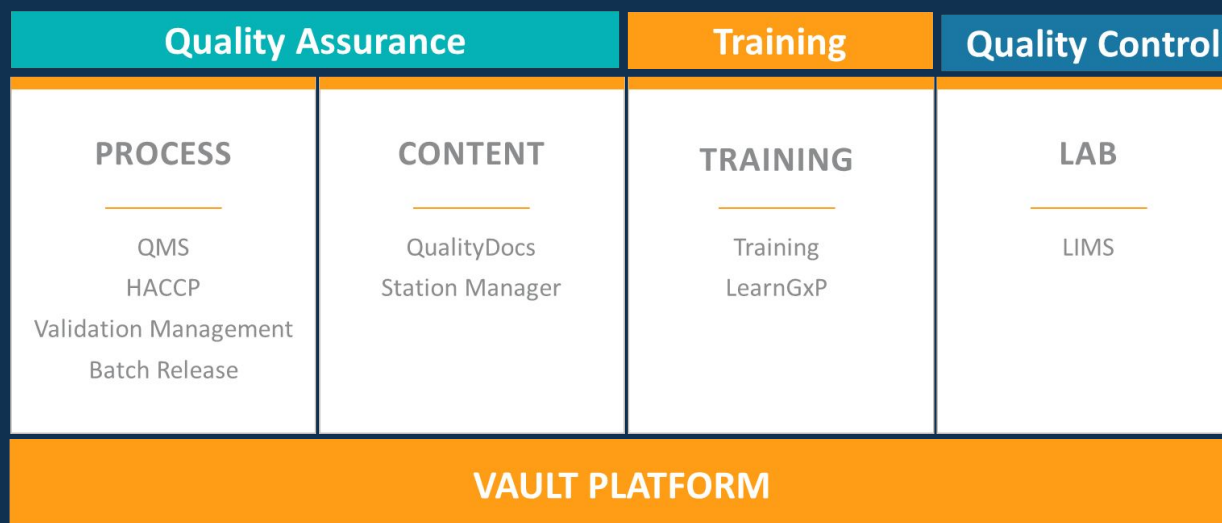 Quality Assurance
Training
Quality Control
PROCESS
QMS
HACCP
Validation Management
Batch Release
CONTENT
QualityDocs
Station Manager
TRAINING
Training
LearnGxP
LAB
LIMS
VAULT PLATFORM